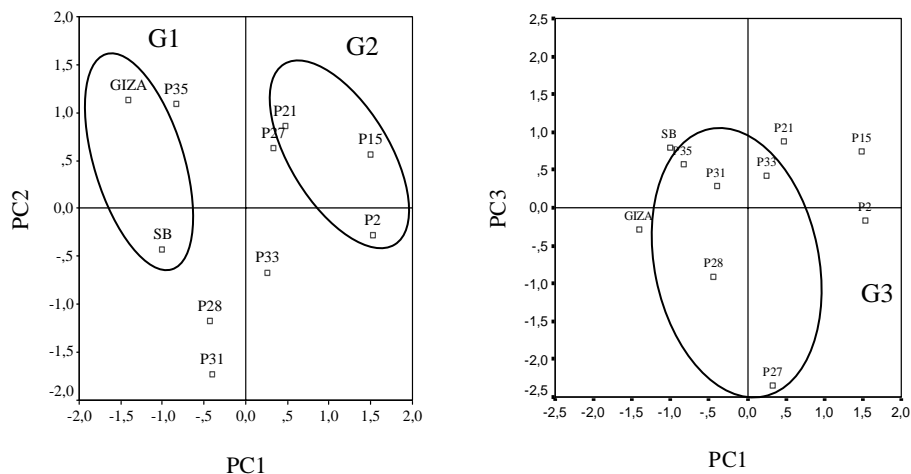 G1
G2
GIZA
P35
P21
P27
P15
SB
P2
P33
P28
P31
2,0
1,5
1,0
,5
0,0
-,5
-1,0
-1,5
-2,0
-2,0 -1,5 -1,0 -,5 0,0 ,5 1,0 1,5 2,0
PC2
PC1
2,5
2,0
1,5
1,0
,5
0,0
-,5
-1,0
-1,5
-2,0
-2,5
-2,5 -2,0 -1,5 -1,0 -,5 0,0 ,5 1,0 1,5 2,0
PC3
PC1
SB
P35
P21
P15
P31
P33
GIZA
P2
P28
G3
P27